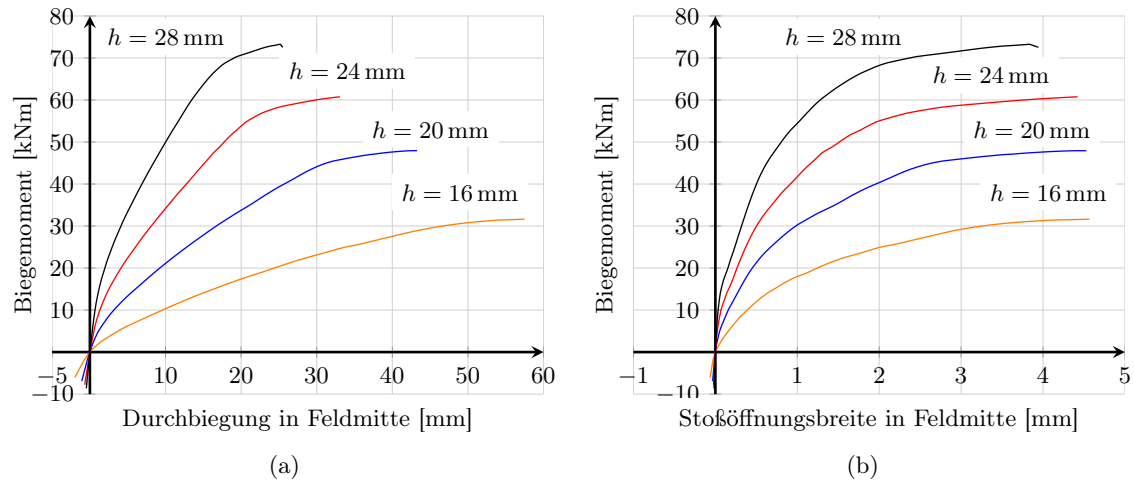 80
70
60
50
40
30
20
10
−10
−5
10
20
30
40
50
60
h = 28 mm
h = 24 mm
h = 20 mm
h = 16 mm
Biegemoment [kNm]
Durchbiegung in Feldmitte [mm]
(a)
80
70
60
50
40
30
20
10
−10
−1
1
2
3
4
5
h = 28 mm
h = 24 mm
h = 20 mm
h = 16 mm
Biegemoment [kNm]
Stoßöffnungsbreite in Feldmitte [mm]
(b)